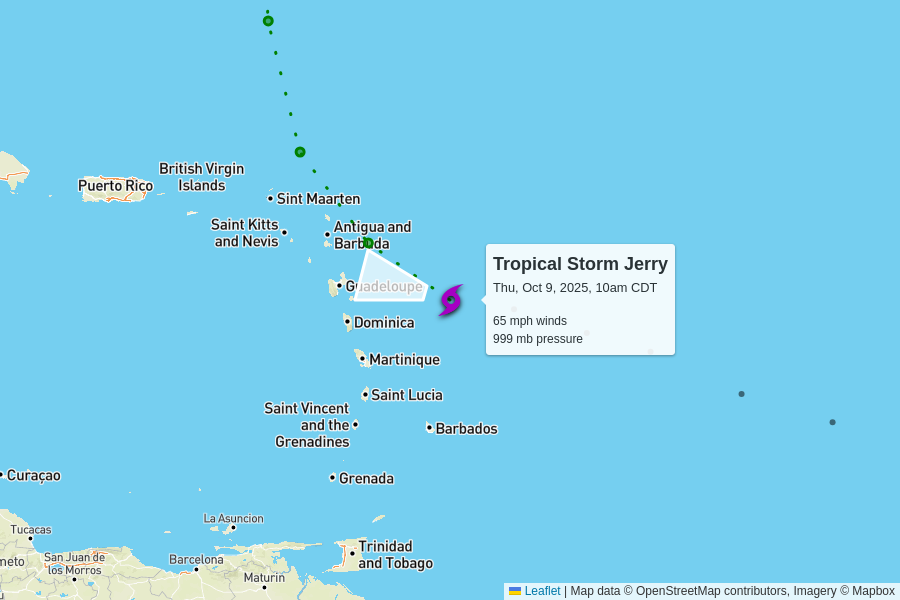 British Virgin
Islands
Puerto Rico
Sint Maarten
Saint Kitts
and Nevis
Antigua and
Barbuda
Guadeloupe
Tropical Storm Jerry
Thu, Oct 9, 2025, 10am CDT
65 mph winds
999 mb pressure
Dominica
Martinique
Saint Lucia
Saint Vincent
and the
Grenadines
Barbados
Curaçao
Grenada
La Asuncion
Tucacas
San Juan de
los Morros
Barcelona
Maturin
Trinidad
and Tobago
Leaflet | Map data © OpenStreetMap contributors, Imagery © Mapbox